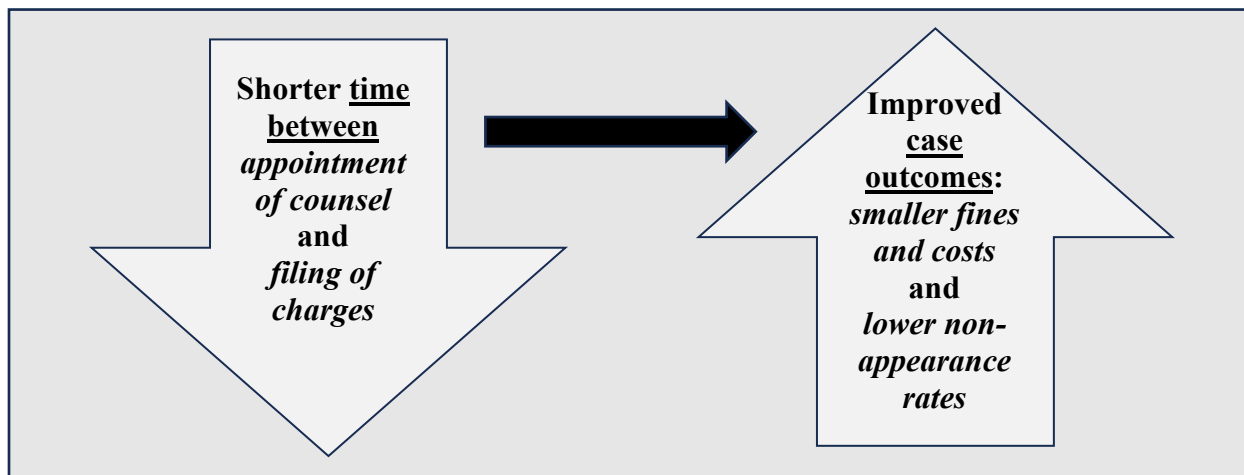 Shorter time
between
appointment
of counsel
and
filing of
charges
Improved
case
outcomes:
smaller fines
and costs
and
lower non-
appearance
rates